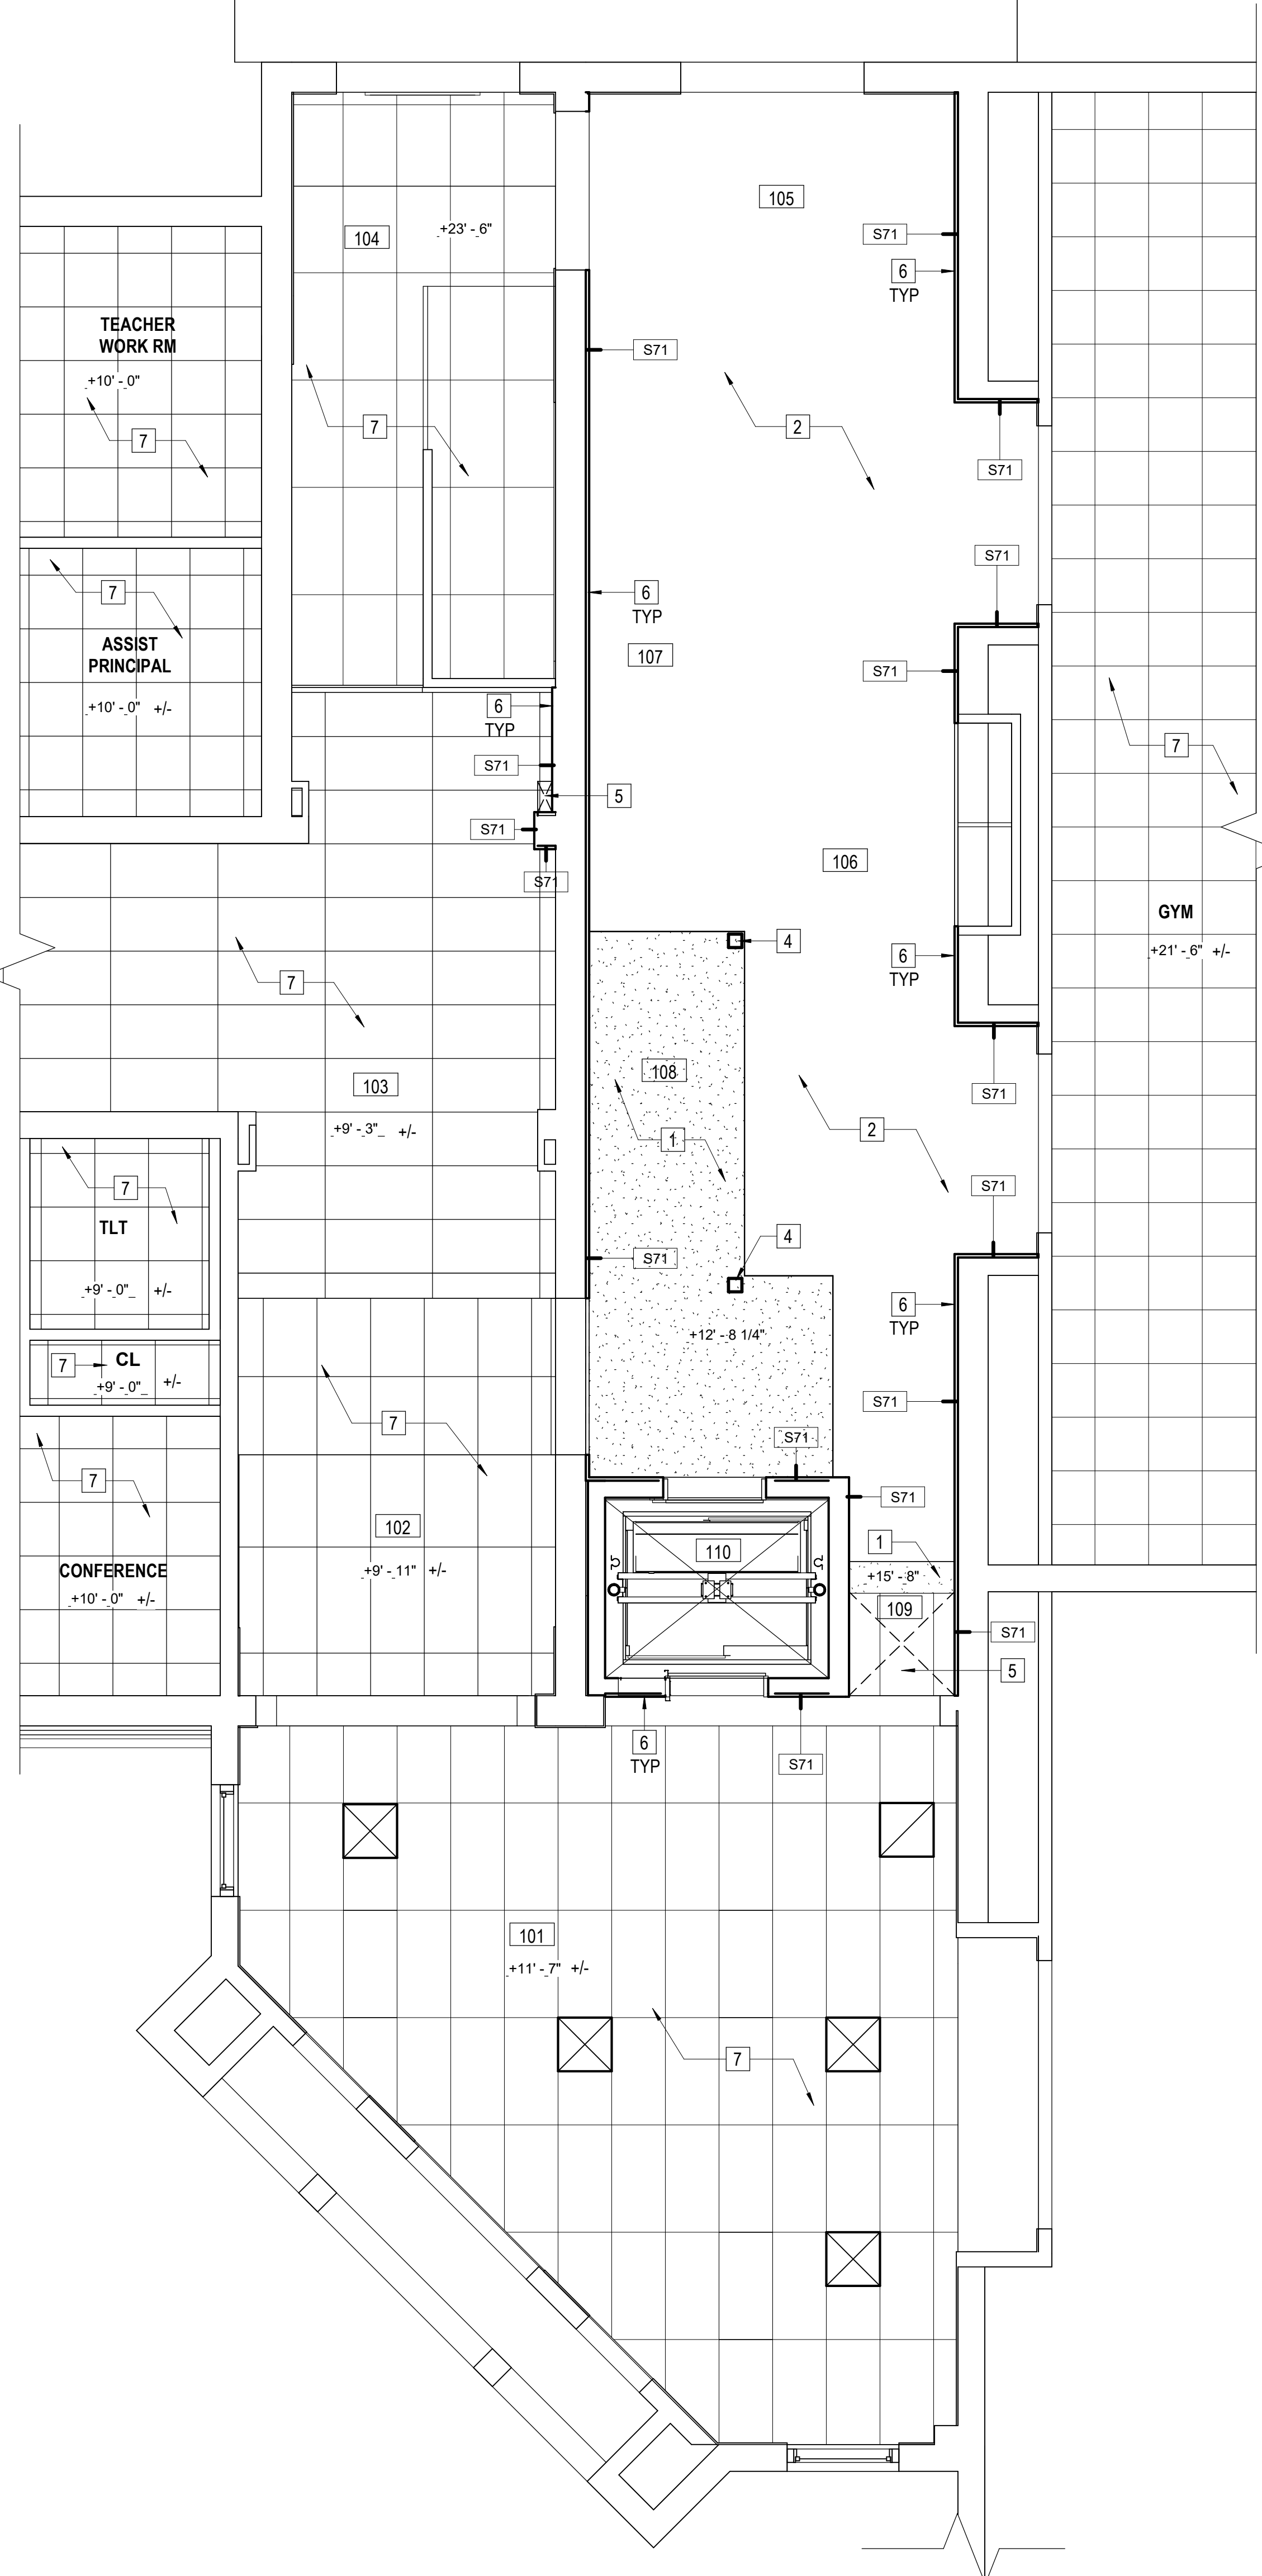 105
104
+23' - 6"
S71
6
TYP
TEACHER
WORK RM
+10' - 0"
S71
7
7
2
S71
7
S71
6
TYP
ASSIST
PRINCIPAL
107
S71
+10' - 0" +/-
6
TYP
7
S71
5
S71
106
S71
GYM
4
6
TYP
+21' - 6" +/-
7
108
103
S71
+9' - 3" +/-
1
2
7
S71
TLT
4
S71
+9' - 0" +/-
6
TYP
+12' - 8 1/4"
CL
7
+9' - 0" +/-
S71
7
S71
7
S71
102
110
1
CONFERENCE
+9' - 11" +/-
+15' - 8"
+10' - 0" +/-
109
S71
5
6
TYP
S71
101
+11' - 7" +/-
7